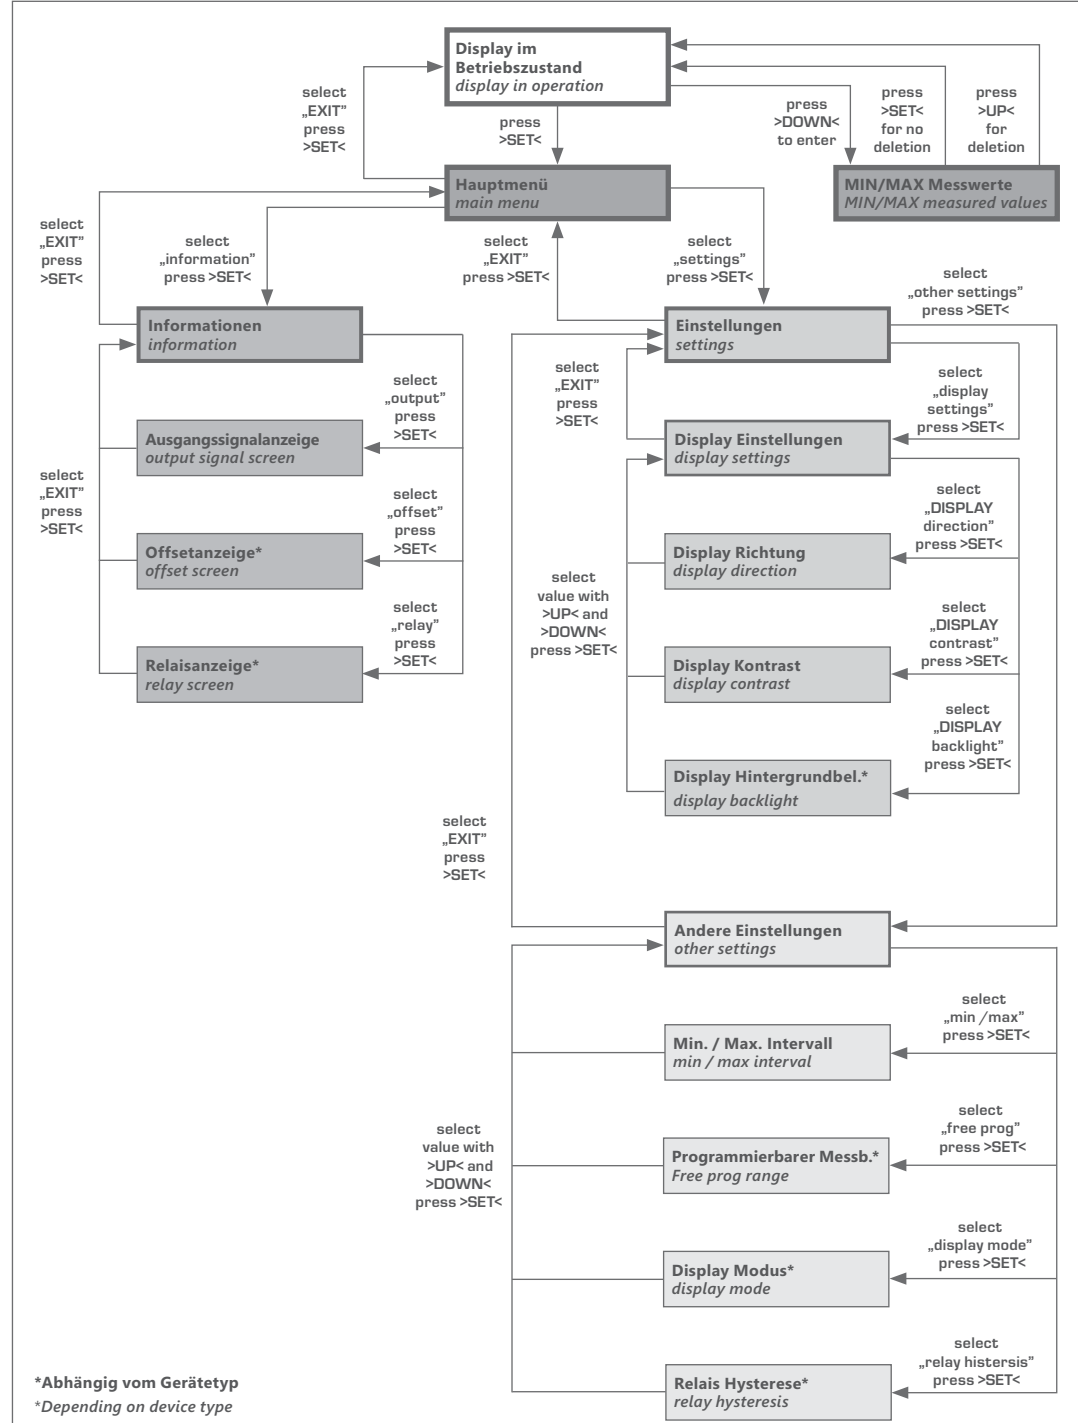 Display im
Betriebszustand
display in operation
select
„EXIT”
press
>SET<
press
>SET<
press
>DOWN<
to enter
press
>SET<
for no
deletion
press
>UP<
for
deletion
Hauptmenü
main menu
MIN/MAX Messwerte
MIN/MAX measured values
select
„EXIT”
press
>SET<
select
„information”
press >SET<
select
„EXIT”
press >SET<
select
„settings”
press >SET<
select
„other settings”
press >SET<
Informationen
information
Einstellungen
settings
select
„output”
press
>SET<
select
„EXIT”
press
>SET<
select
„display
settings”
press >SET<
Ausgangssignalanzeige
output signal screen
Display Einstellungen
display settings
select
„EXIT”
press
>SET<
select
„offset”
press
>SET<
select
„DISPLAY
direction”
press >SET<
Offsetanzeige*
offset screen
Display Richtung
display direction
select
value with
>UP< and
>DOWN<
press >SET<
select
„relay”
press
>SET<
select
„DISPLAY
contrast”
press >SET<
Relaisanzeige*
relay screen
Display Kontrast
display contrast
select
„DISPLAY
backlight”
press >SET<
Display Hintergrundbel.*
display backlight
select
„EXIT”
press
>SET<
Andere Einstellungen
other settings
select
„min /max”
press >SET<
Min. / Max. Intervall
min / max interval
select
„free prog”
press >SET<
select
value with
>UP< and
>DOWN<
press >SET<
Programmierbarer Messb.*
Free prog range
select
„display mode”
press >SET<
Display Modus*
display mode
select
„relay histersis”
press >SET<
Relais Hysterese*
relay hysteresis
*Abhängig vom Gerätetyp
*Depending on device type